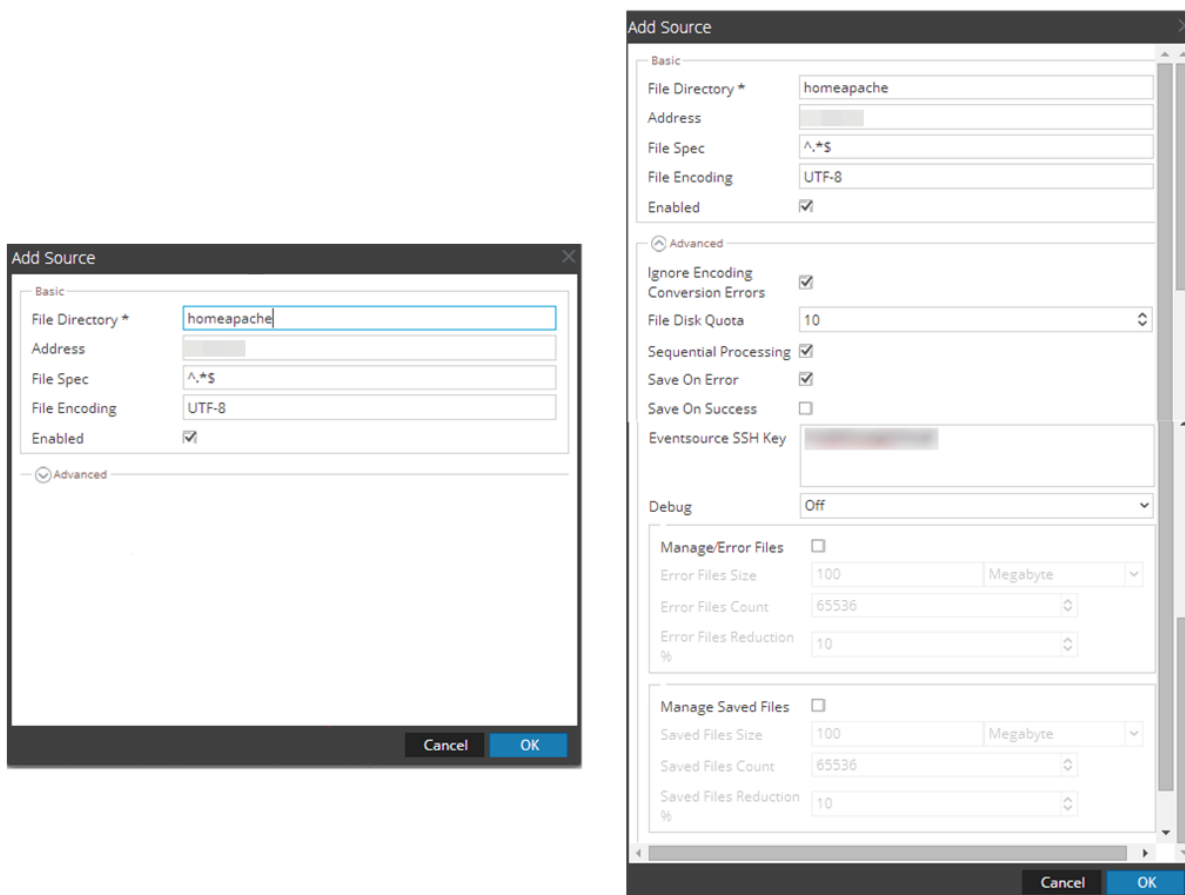 Add Source
Basic
File Directory * homeapache
Address
File Spec ^.*$
File Encoding UTF-8
Enabled
Advanced
Cancel OK
Add Source
Basic
File Directory * homeapache
Address
File Spec ^.*$
File Encoding UTF-8
Enabled
Advanced
Ignore Encoding
Conversion Errors
File Disk Quota 10
Sequential Processing
Save On Error
Save On Success
Eventsource SSH Key
Debug Off
Manage/Error Files
Error Files Size 100 Megabyte
Error Files Count 65536
Error Files Reduction
% 10
Manage Saved Files
Saved Files Size 100 Megabyte
Saved Files Count 65536
Saved Files Reduction
% 10
Cancel OK